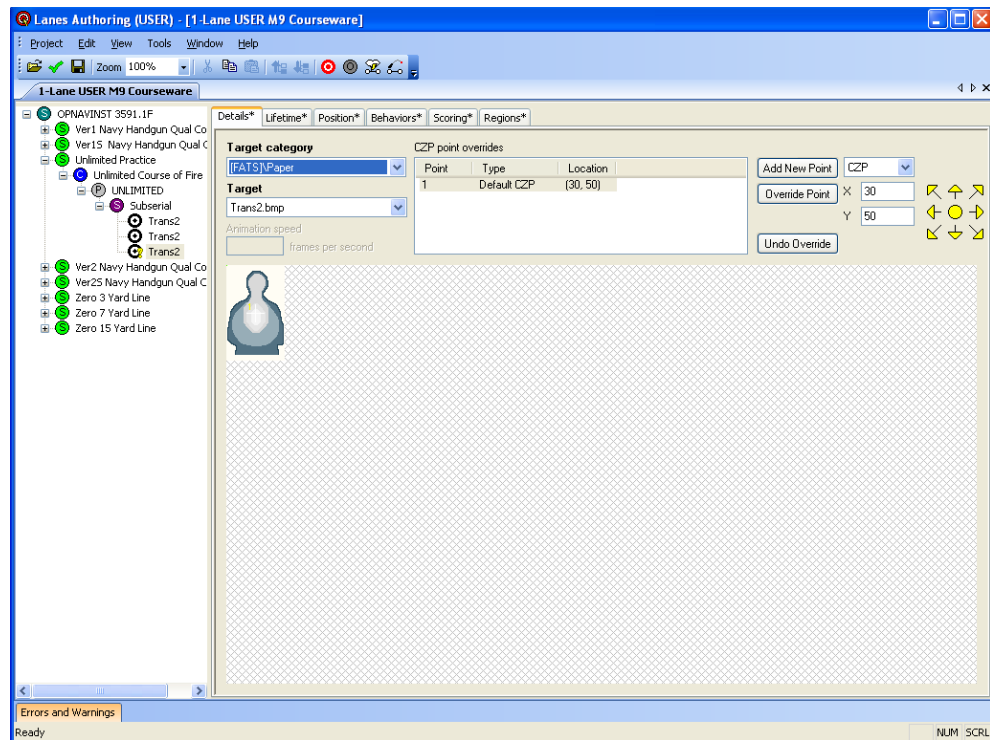 Lanes Authoring (USER) - [1-Lane USER M9 Courseware]
Project Edit View Tools Window Help
Zoom 100%
1-Lane USER M9 Courseware
OPNAVINST 3591.1F
Ver1 Navy Handgun Qual Co
Ver1S Navy Handgun Qual C
Unlimited Practice
Unlimited Course of Fire
UNLIMITED
Subserial
Trans2
Trans2
Trans2
Ver2 Navy Handgun Qual Co
Ver2S Navy Handgun Qual C
Zero 3 Yard Line
Zero 7 Yard Line
Zero 15 Yard Line
Details* Lifetime* Position* Behaviors* Scoring* Regions*
Target category
[FATS]\Paper
Target
Trans2.bmp
Animation speed
frames per second
CZP point overrides
Point Type Location
1 Default CZP (30, 50)
Add New Point CZP
Override Point X 30
Y 50
Undo Override
Errors and Warnings
Ready NUM SCRL